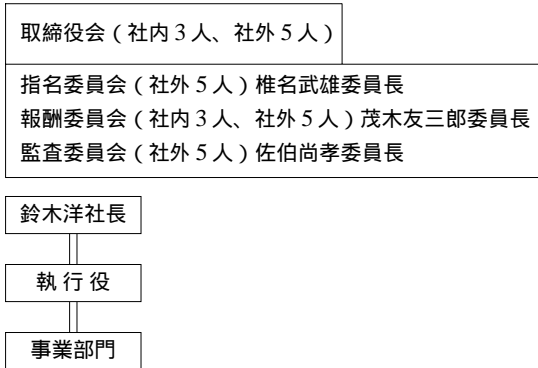 取締役会（社内３人、社外５人）
指名委員会（社外５人）椎名武雄委員長
報酬委員会（社内３人、社外５人）茂木友三郎委員長
監査委員会（社外５人）佐伯尚孝委員長
鈴木洋社長
執 行 役
事業部門